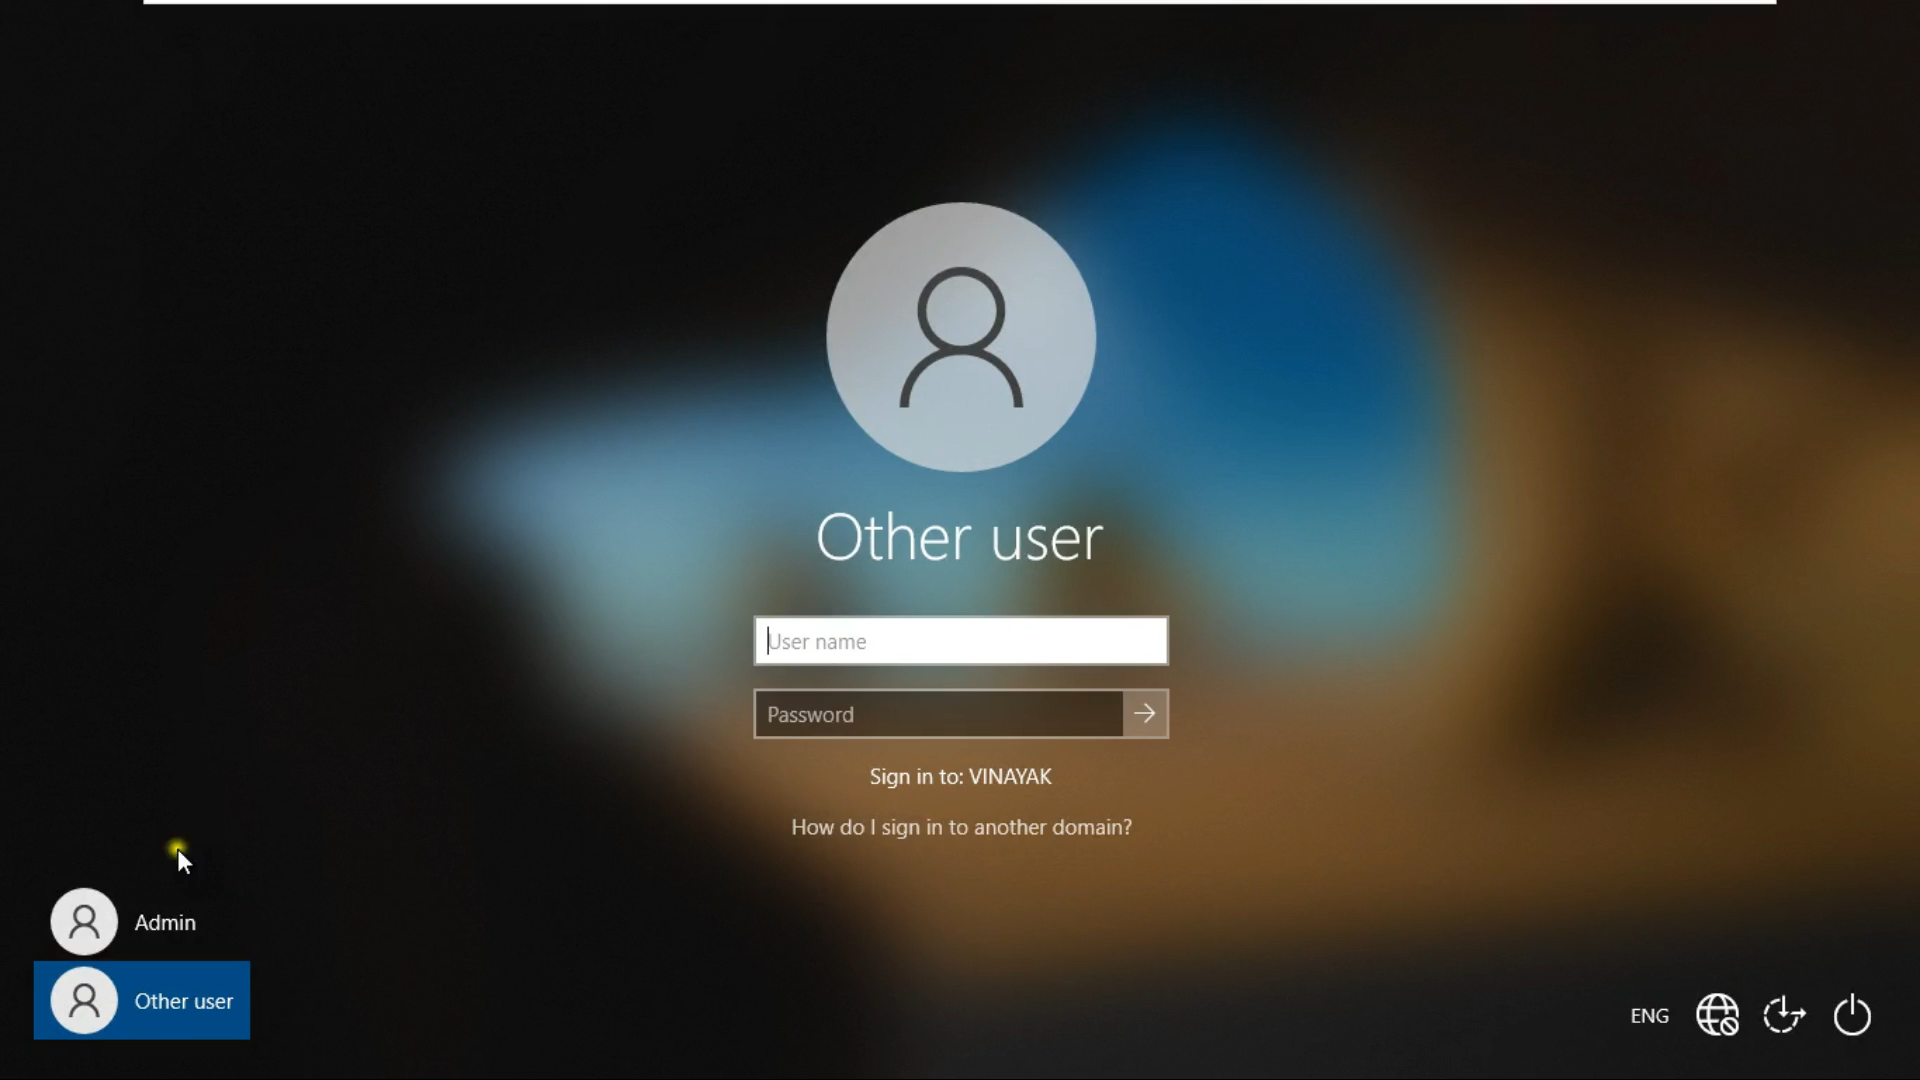 Other user
User name
Password
Sign in to: VINAYAK
How do I sign in to another domain?
Admin
Other user
ENG